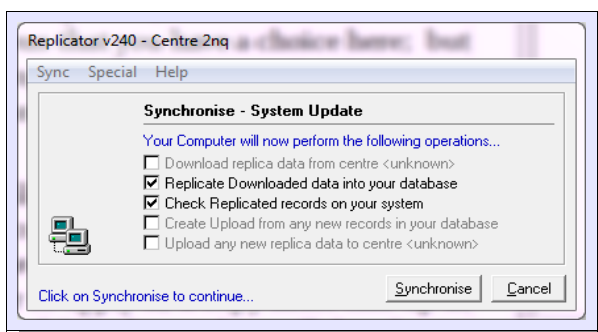 Replicator v240 - Centre 2nq
a choice here; but
Sync Special Help
Synchronise - System Update
Your Computer will now perform the following operations...
Download replica data from centre <unknown>
Replicate Downloaded data into your database
Check Replicated records on your system
Create Upload from any new records in your database
Upload any new replica data to centre <unknown>
Click on Synchronise to continue...
Synchronise
Cancel